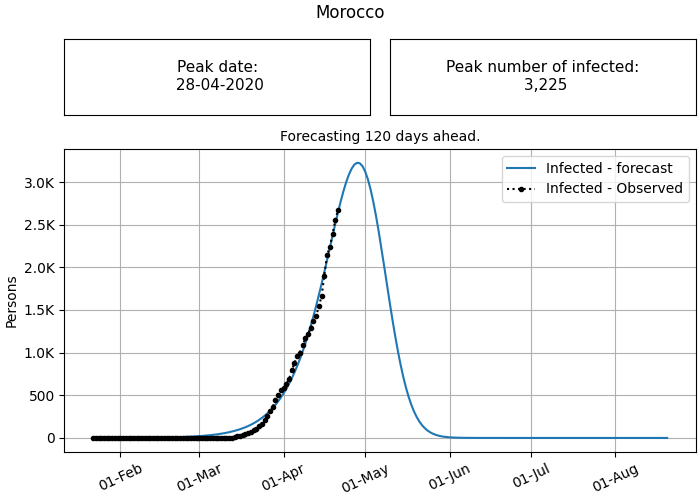 Morocco
Peak date:
28-04-2020
Peak number of infected:
3,225
Forecasting 120 days ahead.
Infected - forecast
Infected - Observed
3.0K
2.5K
2.0K
1.5K
1.0K
500
0
Persons
01-Feb
01-Mar
01-Apr
01-May
01-Jun
01-Jul
01-Aug